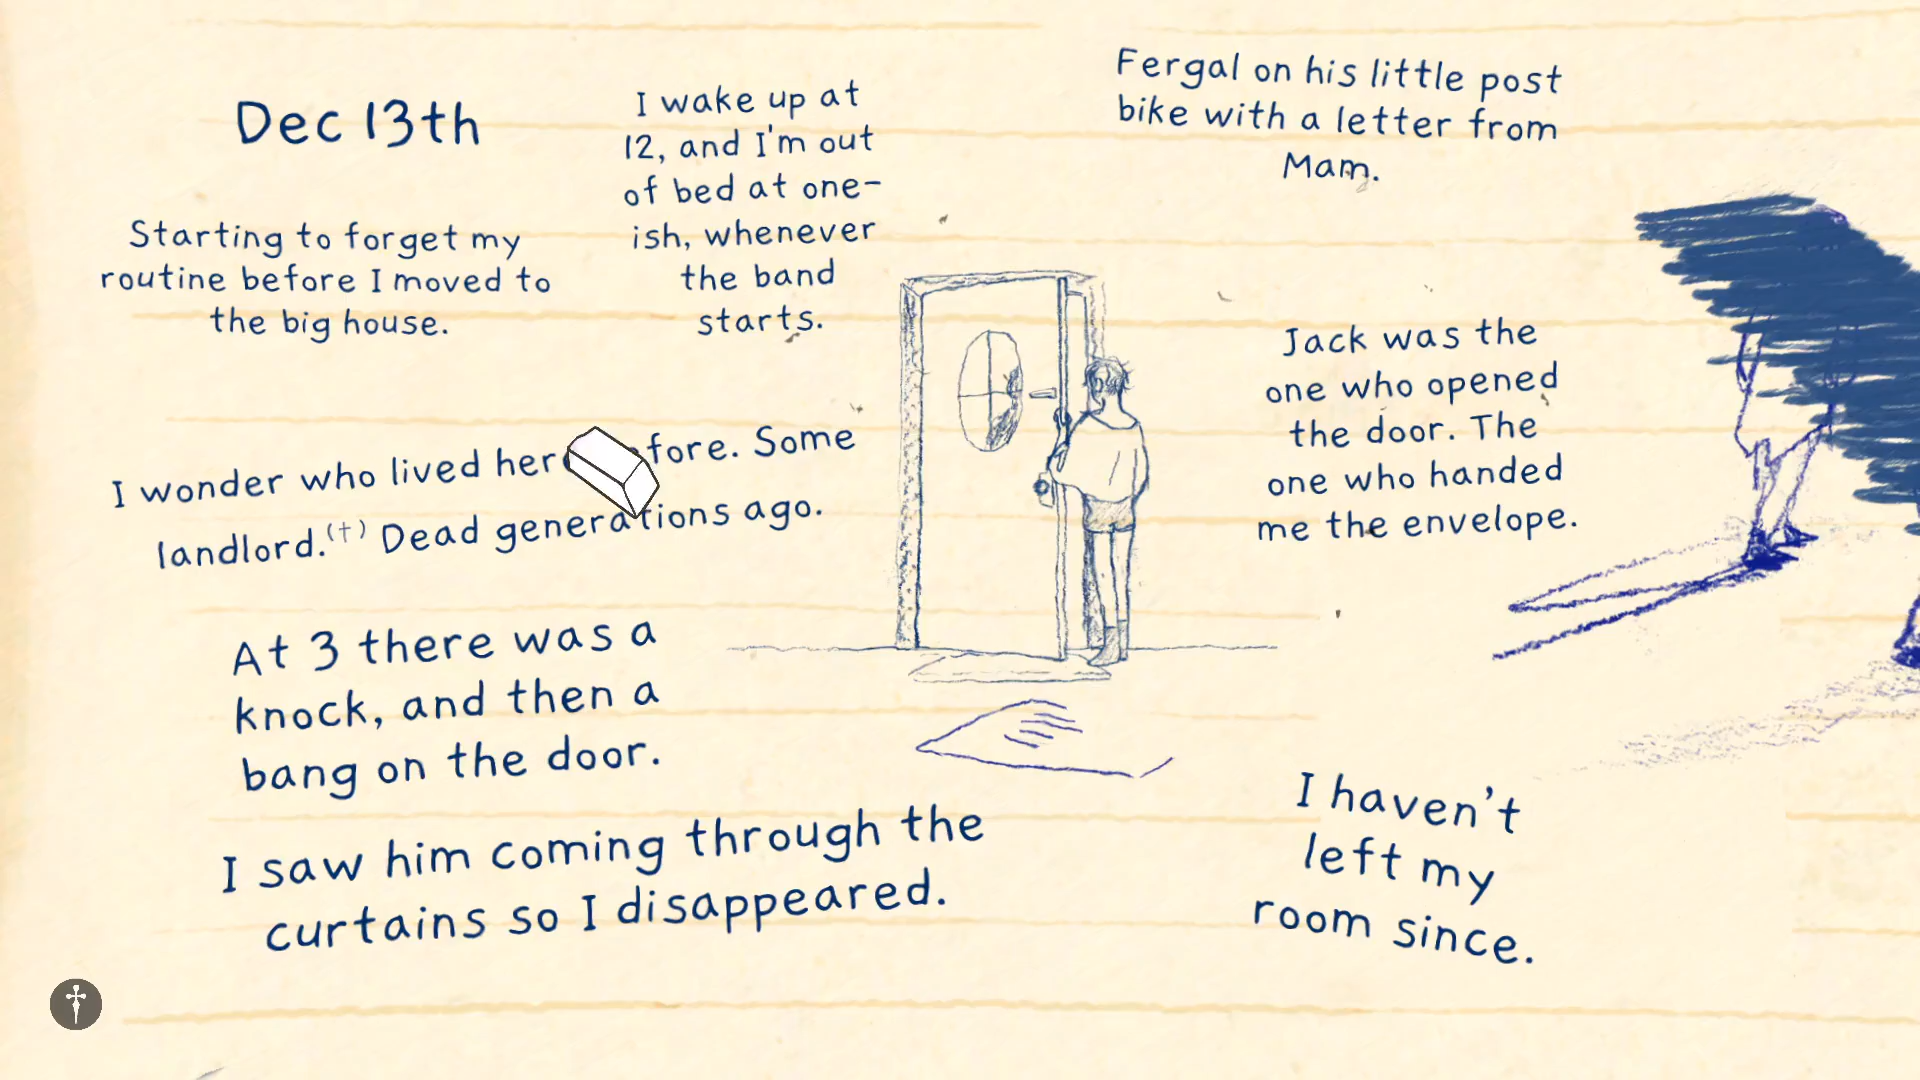 Dec 13th
Starting to forget my
routine before I moved to
the big house.
I wake up at
12, and I'm out
of bed at one-
ish, whenever
the band
starts.
I wonder who lived here fore. Some
landlord.(†) Dead generations ago.
At 3 there was a
knock, and then a
bang on the door.
I saw him coming through the
curtains so I disappeared.
Fergal on his little post
bike with a letter from
Mam.
Jack was the
one who opened
the door. The
one who handed
me the envelope.
I haven't
left my
room since.